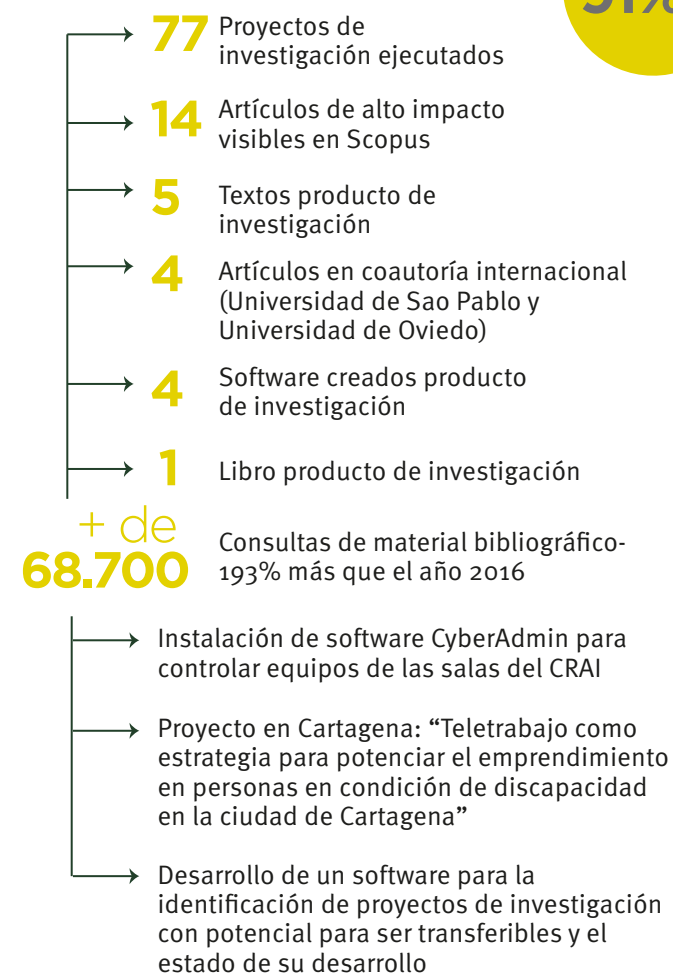 77 Proyectos de
investigación ejecutados
14 Artículos de alto impacto
visibles en Scopus
5 Textos producto de
investigación
4 Artículos en coautoría internacional
(Universidad de Sao Pablo y
Universidad de Oviedo)
4 Software creados producto
de investigación
1 Libro producto de investigación
+ de
68.700
Consultas de material bibliográfico-
193% más que el año 2016
Instalación de software CyberAdmin para
controlar equipos de las salas del CRAI
Proyecto en Cartagena: “Teletrabajo como
estrategia para potenciar el emprendimiento
en personas en condición de discapacidad
en la ciudad de Cartagena”
Desarrollo de un software para la
identificación de proyectos de investigación
con potencial para ser transferibles y el
estado de su desarrollo